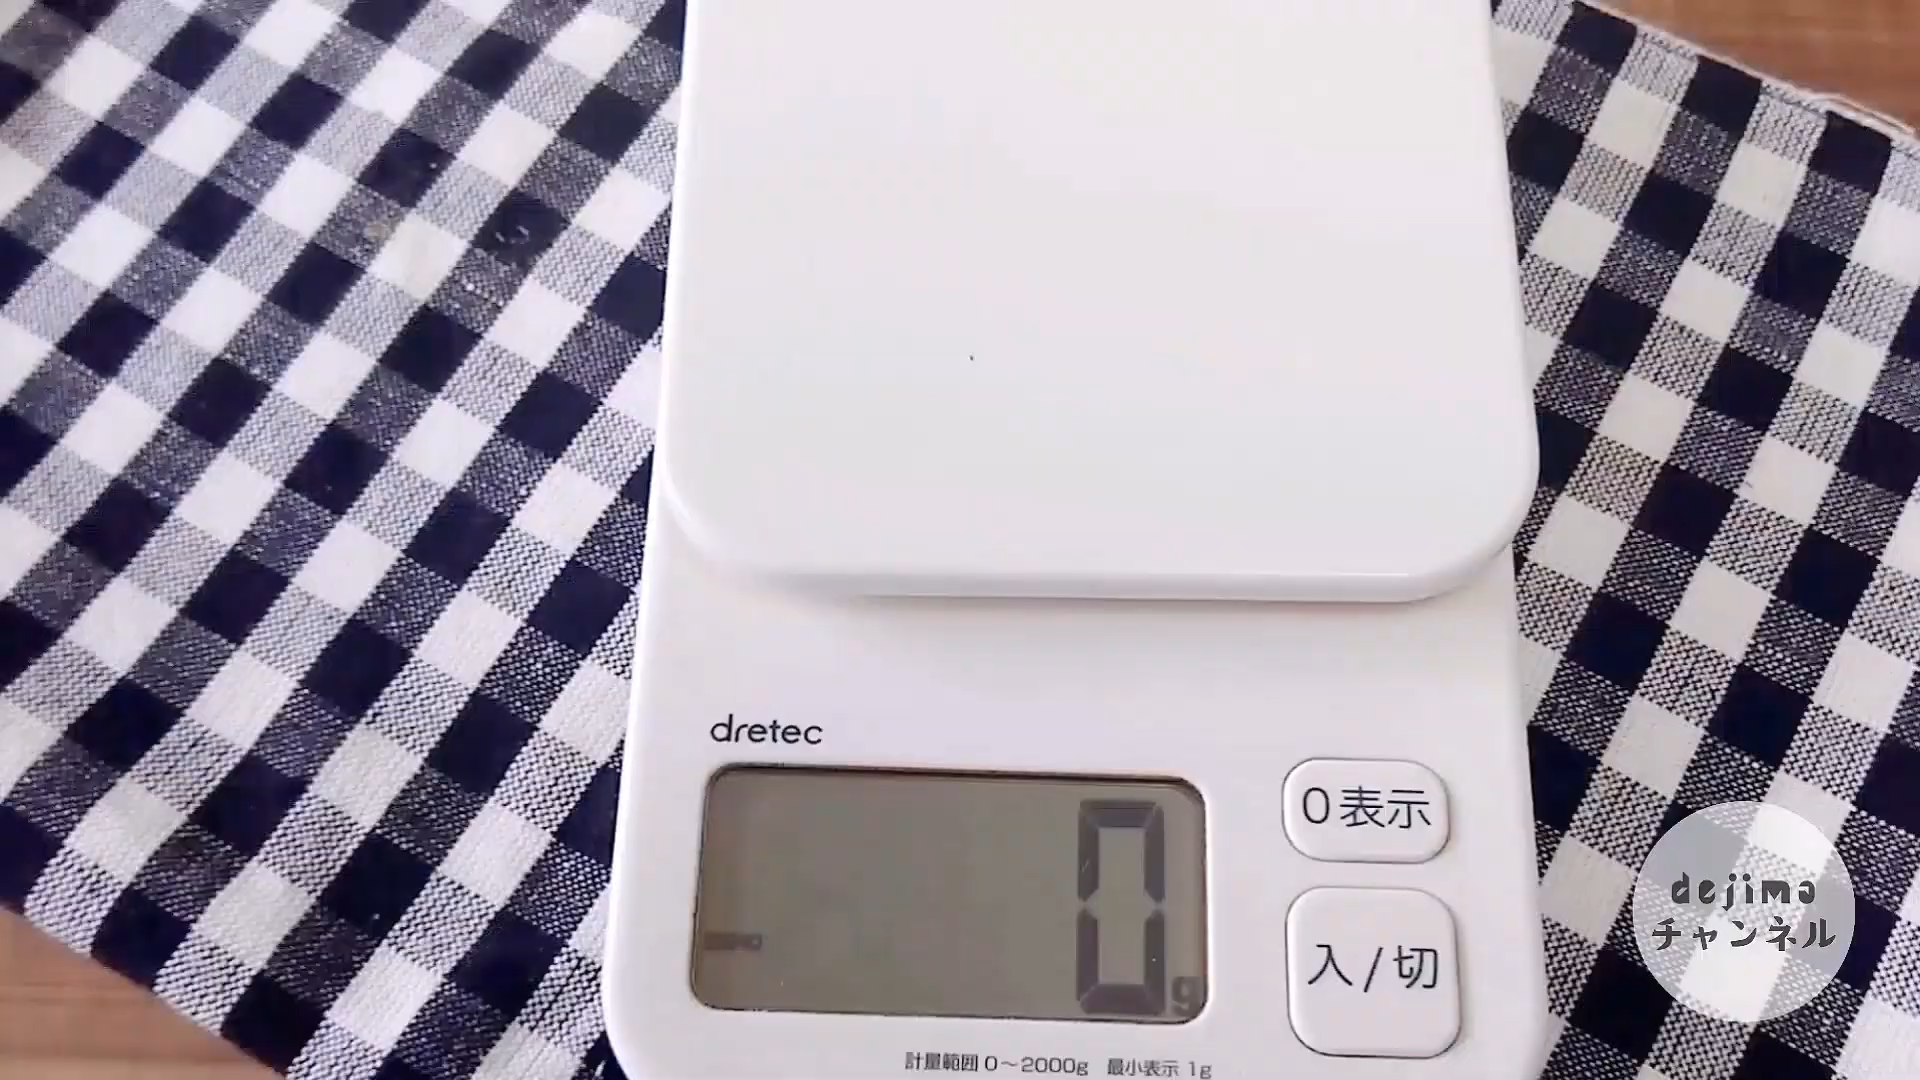 dretec
0
g
0表示
入/切
計量範囲 0～2000g 最小表示 1g
dejima
チャンネル